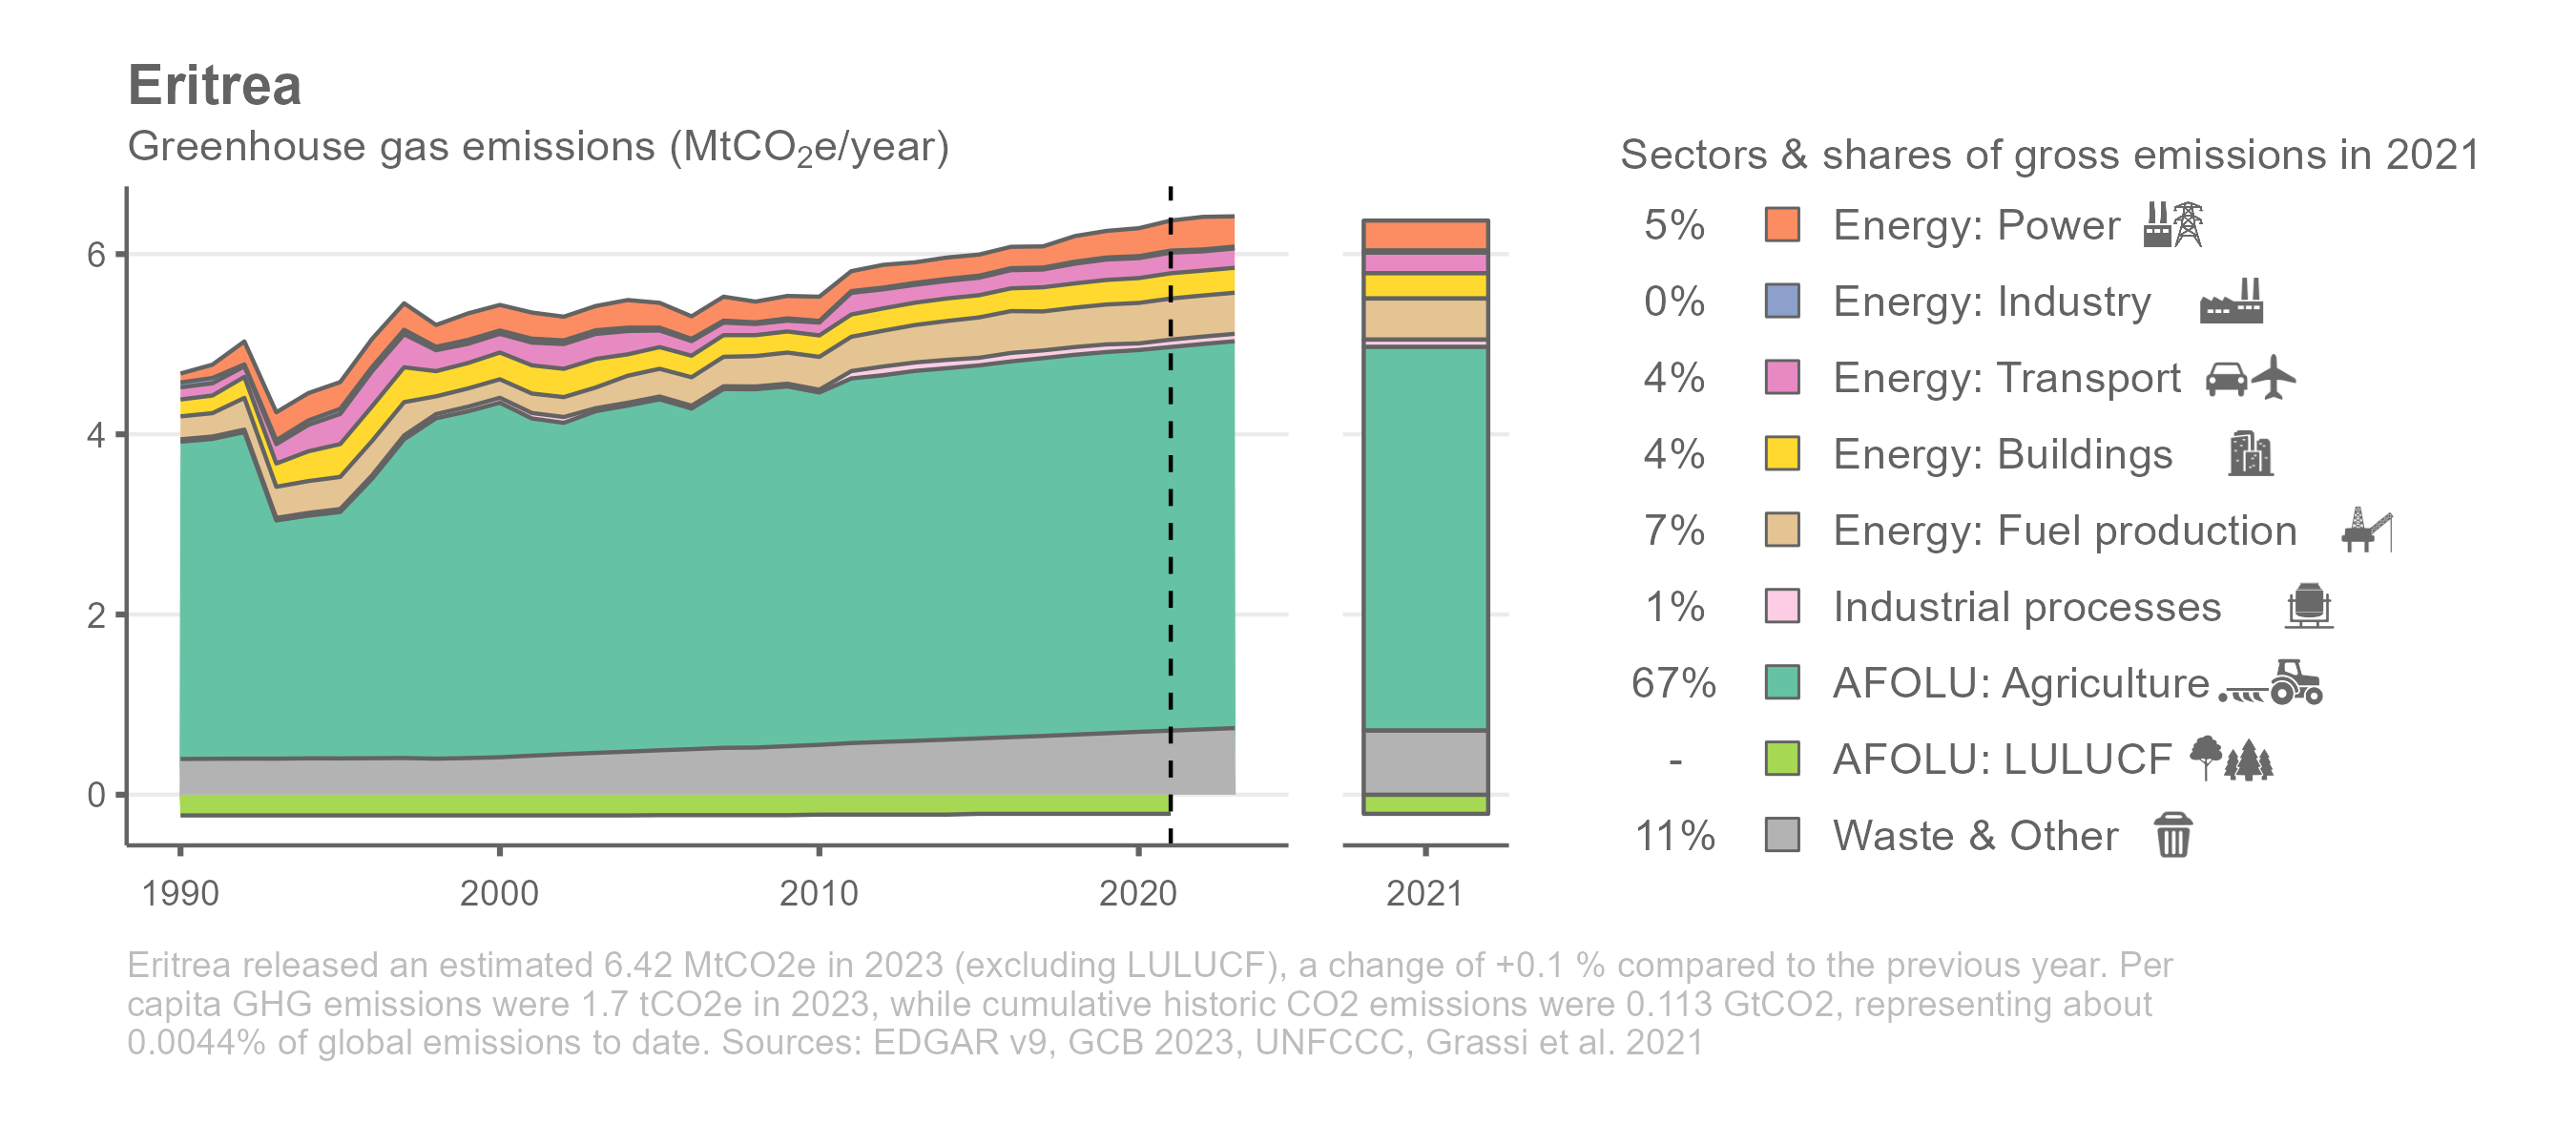 Eritrea
Greenhouse gas emissions (MtCO₂e/year)
6
4
2
0
1990
2000
2010
2020
2021
Sectors & shares of gross emissions in 2021
5% Energy: Power
0% Energy: Industry
4% Energy: Transport
4% Energy: Buildings
7% Energy: Fuel production
1% Industrial processes
67% AFOLU: Agriculture
- AFOLU: LULUCF
11% Waste & Other
Eritrea released an estimated 6.42 MtCO2e in 2023 (excluding LULUCF), a change of +0.1 % compared to the previous year. Per
capita GHG emissions were 1.7 tCO2e in 2023, while cumulative historic CO2 emissions were 0.113 GtCO2, representing about
0.0044% of global emissions to date. Sources: EDGAR v9, GCB 2023, UNFCCC, Grassi et al. 2021